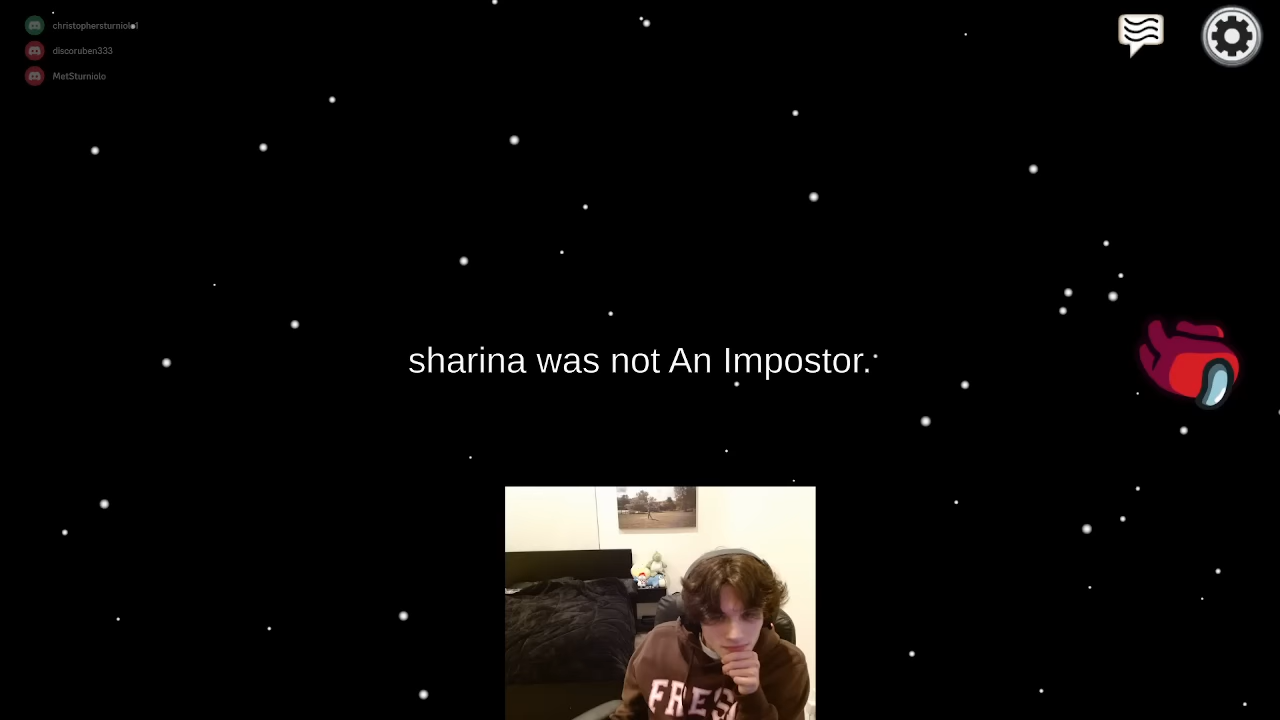 christophersturniolo1
discoruben333
MetSturniolo
sharina was not An Impostor.
FRES